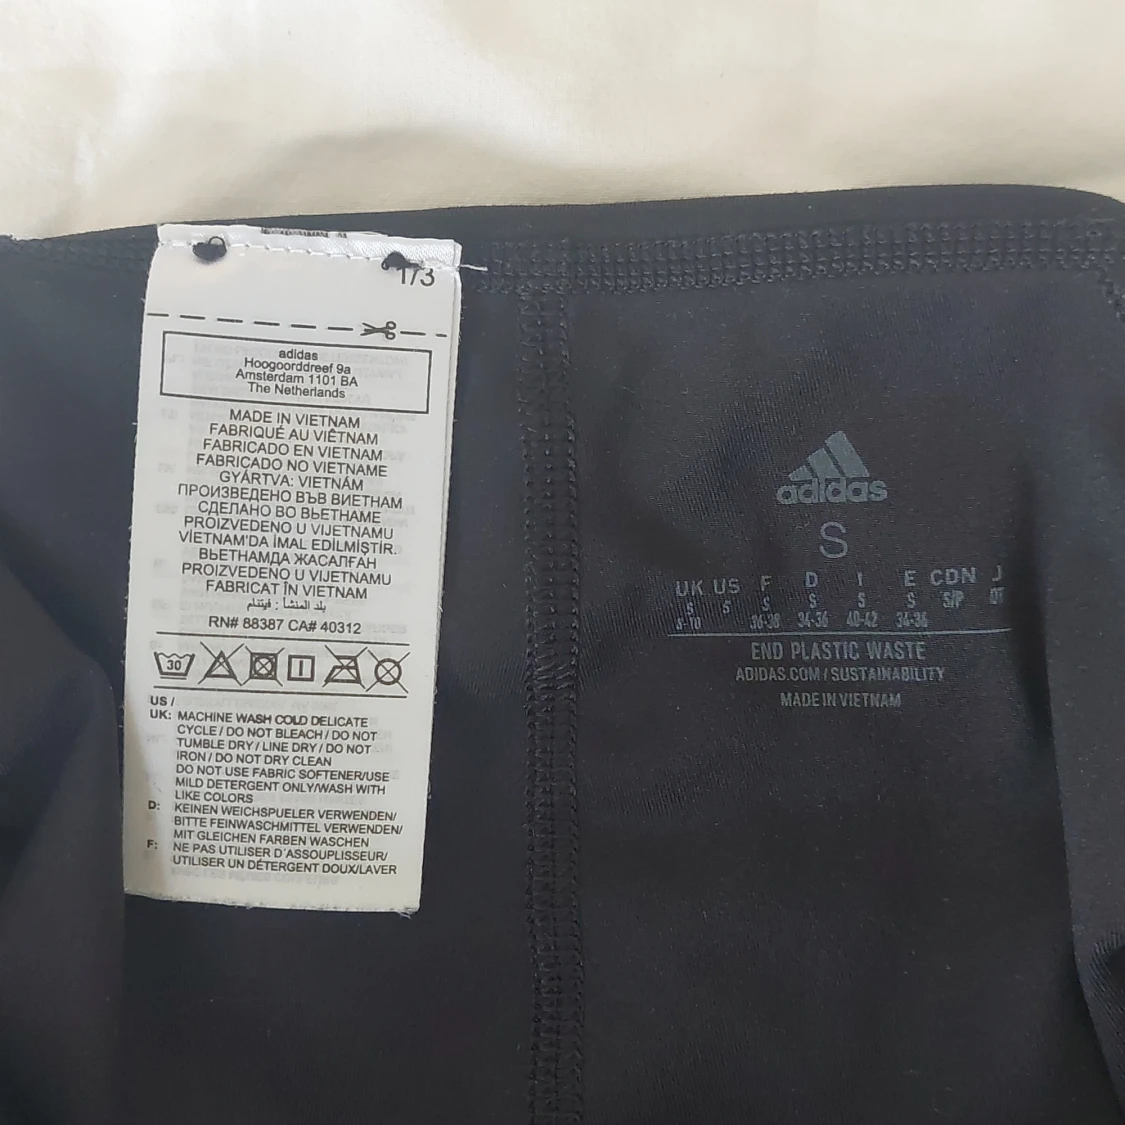 1/3
adidas
Hoogoorddreef 9a
Amsterdam 1101 BA
The Netherlands
MADE IN VIETNAM
FABRIQUÉ AU VIÊTNAM
FABRICADO EN VIETNAM
FABRICADO NO VIETNAME
GYÁRTVA: VIETNÁM
ПРОИЗВЕДЕНО ВЪВ ВИЕТНАМ
СДЕЛАНО ВО ВЬЕТНАМЕ
PROIZVEDENO U VIJETNAMU
VİETNAM'DA İMAL EDİLMİŞTİR.
ВЬЕТНАМДА ЖАСАЛҒАН
PROIZVEDENO U VIJETNAMU
FABRICAT ÎN VIETNAM
بلد المنشأ : فيتنام
RN# 88387 CA# 40312
30
US /
UK: MACHINE WASH COLD DELICATE
CYCLE / DO NOT BLEACH / DO NOT
TUMBLE DRY / LINE DRY / DO NOT
IRON / DO NOT DRY CLEAN
DO NOT USE FABRIC SOFTENER/USE
MILD DETERGENT ONLY/WASH WITH
LIKE COLORS
D: KEINEN WEICHSPUELER VERWENDEN/
BITTE FEINWASCHMITTEL VERWENDEN/
MIT GLEICHEN FARBEN WASCHEN
F: NE PAS UTILISER D'ASSOUPLISSEUR/
UTILISER UN DÉTERGENT DOUX/LAVER
adidas
S
UK US F D I E CDN J
S S S S S S S/P OT
8-10 36-38 34-36 40-42 34-36
END PLASTIC WASTE
ADIDAS.COM/SUSTAINABILITY
MADE IN VIETNAM